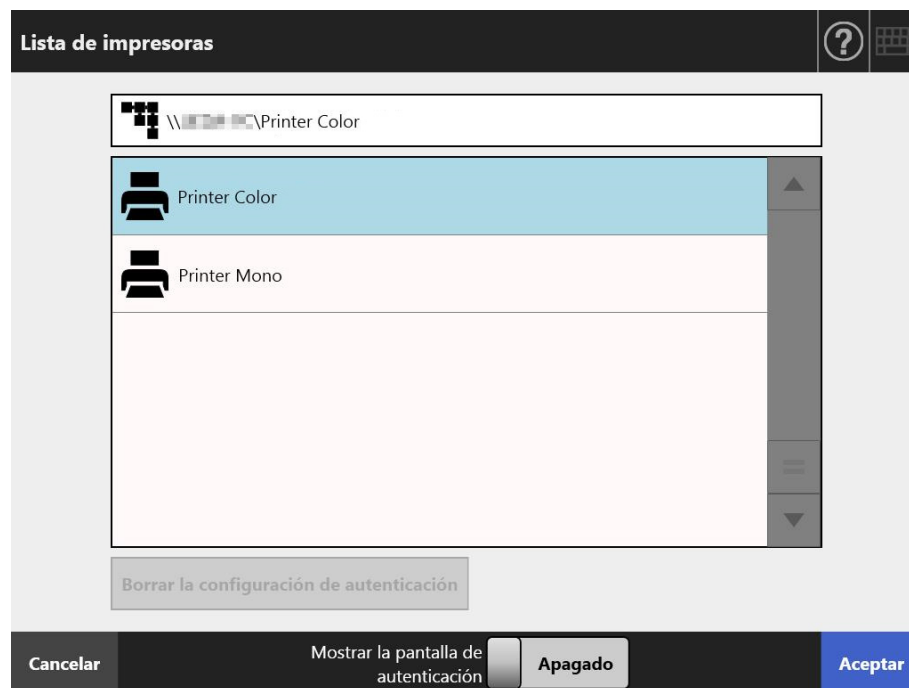 Lista de impresoras
?
\\ \Printer Color
Printer Color
Printer Mono
Borrar la configuración de autenticación
Cancelar
Mostrar la pantalla de
autenticación
Apagado
Aceptar